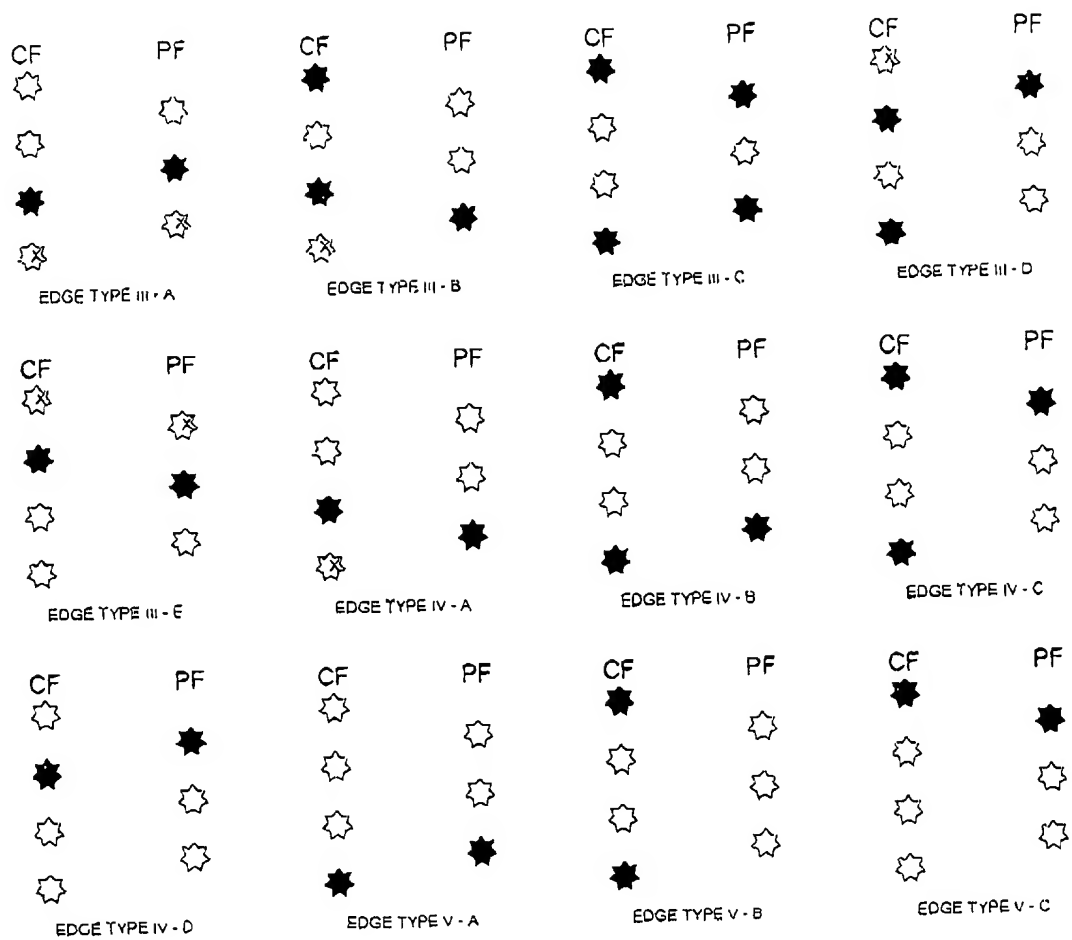 CF PF CF PF CF PF CF PF
EDGE TYPE III - A EDGE TYPE III - B EDGE TYPE III - C EDGE TYPE III - D
CF PF CF PF CF PF CF PF
EDGE TYPE III - E EDGE TYPE IV - A EDGE TYPE IV - B EDGE TYPE IV - C
CF PF CF PF CF PF CF PF
EDGE TYPE IV - D EDGE TYPE V - A EDGE TYPE V - B EDGE TYPE V - C